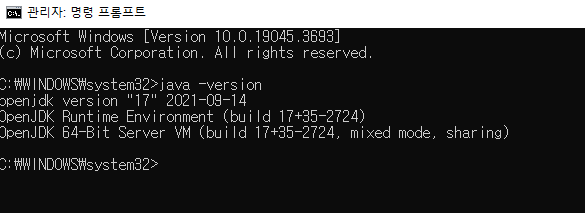 관리자: 명령 프롬프트
Microsoft Windows [Version 10.0.19045.3693]
(c) Microsoft Corporation. All rights reserved.
C:₩WINDOWS₩system32>java -version
openjdk version "17" 2021-09-14
OpenJDK Runtime Environment (build 17+35-2724)
OpenJDK 64-Bit Server VM (build 17+35-2724, mixed mode, sharing)
C:₩WINDOWS₩system32>